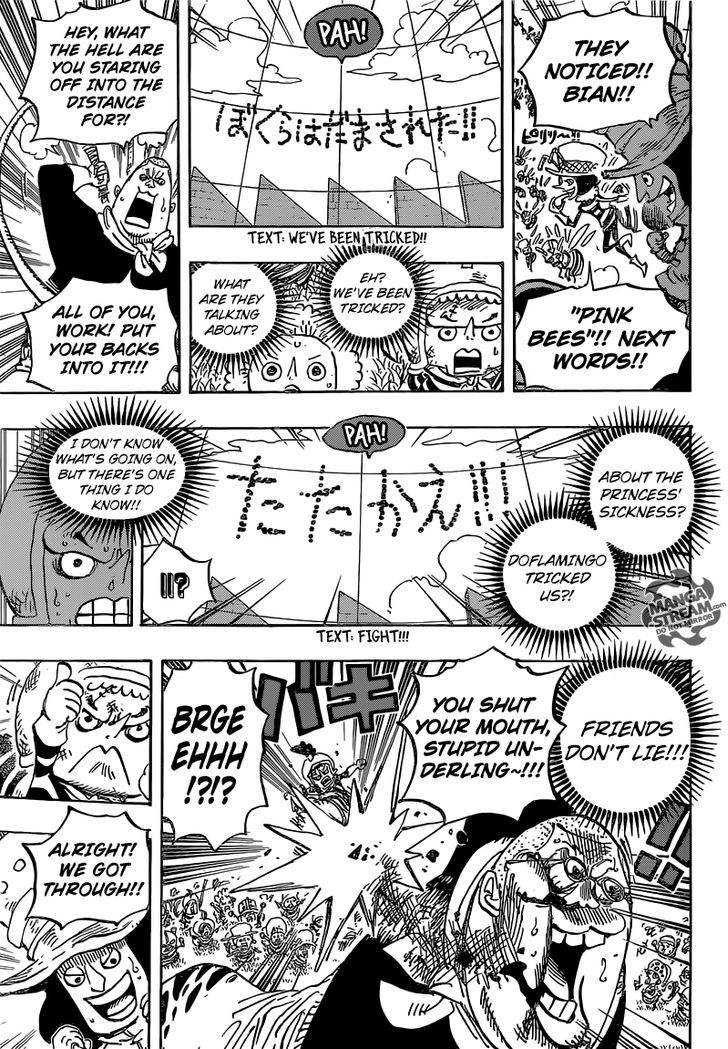 THEY
NOTICED!!
BIAN!!
"PINK
BEES"!! NEXT
WORDS!!
PAH!
ぼくらはだまされた!!
TEXT: WE'VE BEEN TRICKED!!
EH?
WE'VE BEEN
TRICKED?
WHAT
ARE THEY
TALKING
ABOUT?
HEY, WHAT
THE HELL ARE
YOU STARING
OFF INTO THE
DISTANCE
FOR?!
ALL OF YOU,
WORK! PUT
YOUR BACKS
INTO IT!!!
PAH!
たたかえ!!!
TEXT: FIGHT!!!
ABOUT THE
PRINCESS'
SICKNESS?
DOFLAMINGO
TRICKED
US?!
!!?
I DON'T KNOW
WHAT'S GOING ON,
BUT THERE'S ONE
THING I DO
KNOW!!
MANGA
STREAM.com
DO NOT MIRROR
FRIENDS
DON'T LIE!!!
YOU SHUT
YOUR MOUTH,
STUPID UN-
DERLING~!!!
バキ
BRGE
EHHH
!?!?
!!
ALRIGHT!
WE GOT
THROUGH!!